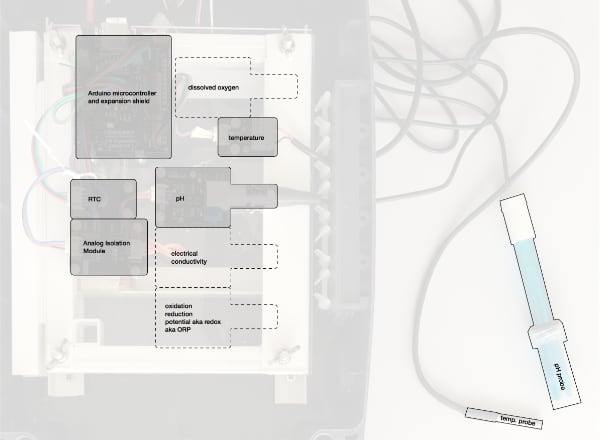 Arduino microcontroller
and expansion shield
dissolved oxygen
temperature
RTC
pH
Analog Isolation
Module
electrical
conductivity
oxidation
reduction
potential aka redox
aka ORP
pH probe
temp. probe